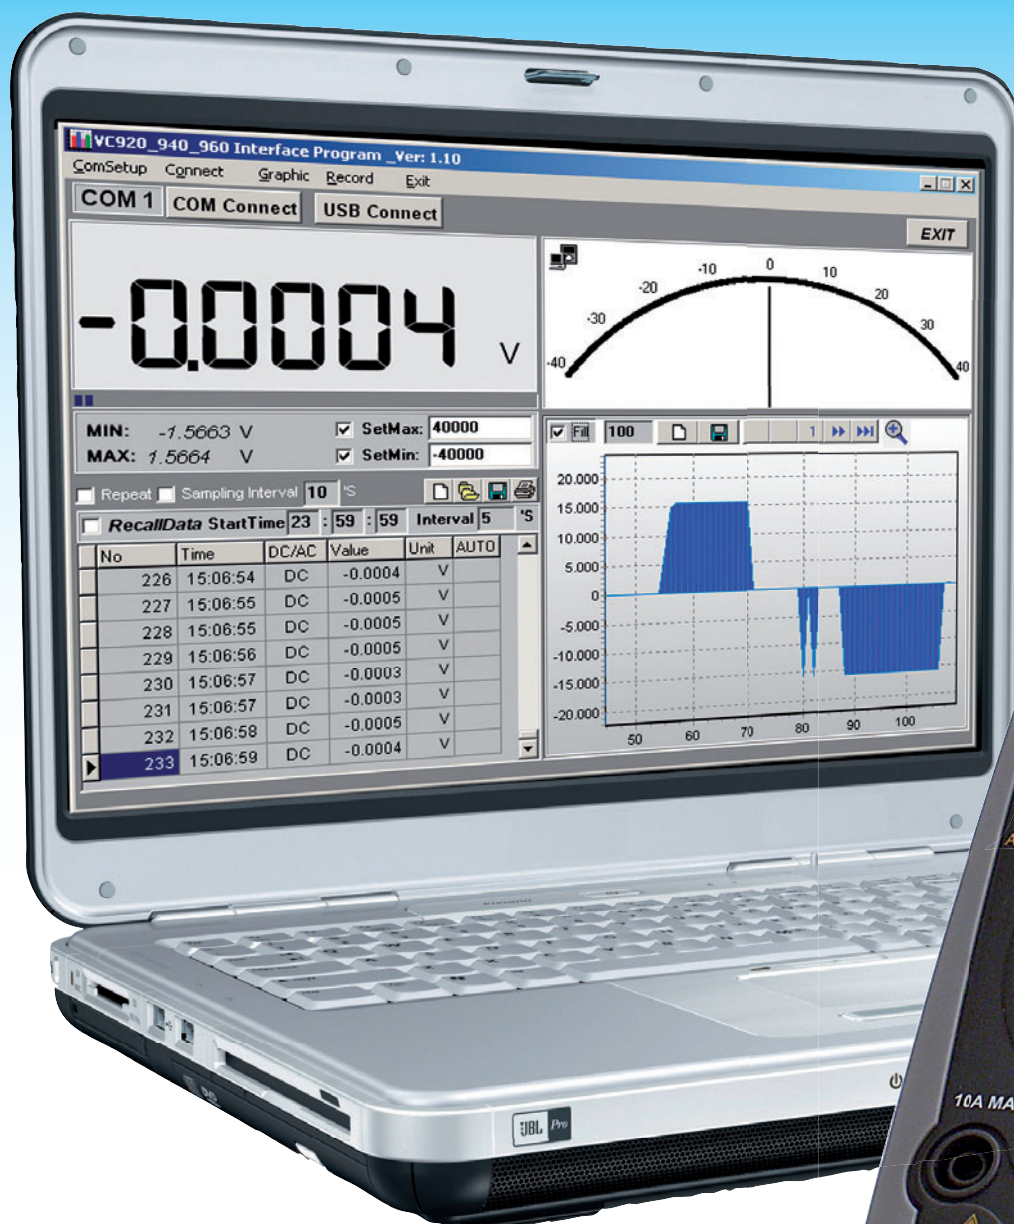 VC920_940_960 Interface Program _Ver: 1.10
ComSetup Connect Graphic Record Exit
COM 1 COM Connect USB Connect
EXIT
-0.0004 V
-40 -30 -20 -10 0 10 20 30 40
MIN: -1.5663 V
MAX: 1.5664 V
SetMax: 40000
SetMin: -40000
Repeat Sampling Interval 10 'S
RecallData StartTime 23 : 59 : 59 Interval 5 'S
No Time DC/AC Value Unit AUTO
226 15:06:54 DC -0.0004 V
227 15:06:55 DC -0.0005 V
228 15:06:55 DC -0.0005 V
229 15:06:56 DC -0.0005 V
230 15:06:57 DC -0.0003 V
231 15:06:57 DC -0.0003 V
232 15:06:58 DC -0.0005 V
233 15:06:59 DC -0.0004 V
Fill 100 1
20.000
15.000
10.000
5.000
0
-5.000
-10.000
-15.000
-20.000
50 60 70 80 90 100
JBL Pro
10A MA